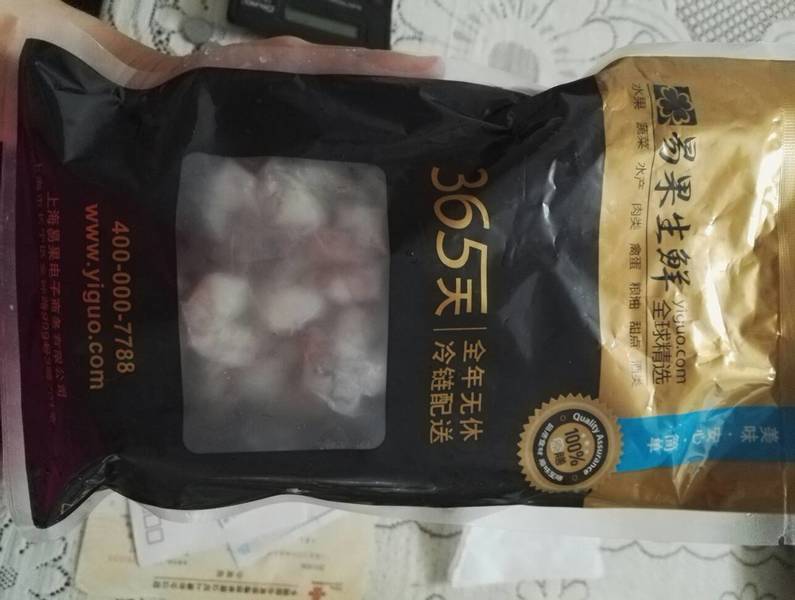 易果生鲜
yiguo.com
全球精选
水果 蔬菜 水产 肉类 禽蛋 粮油 甜点 酒类
美味·安心·简单
Quality Assurance
100%
365天
全年无休
冷链配送
400-000-7788
www.yiguo.com
上海易果电子商务有限公司